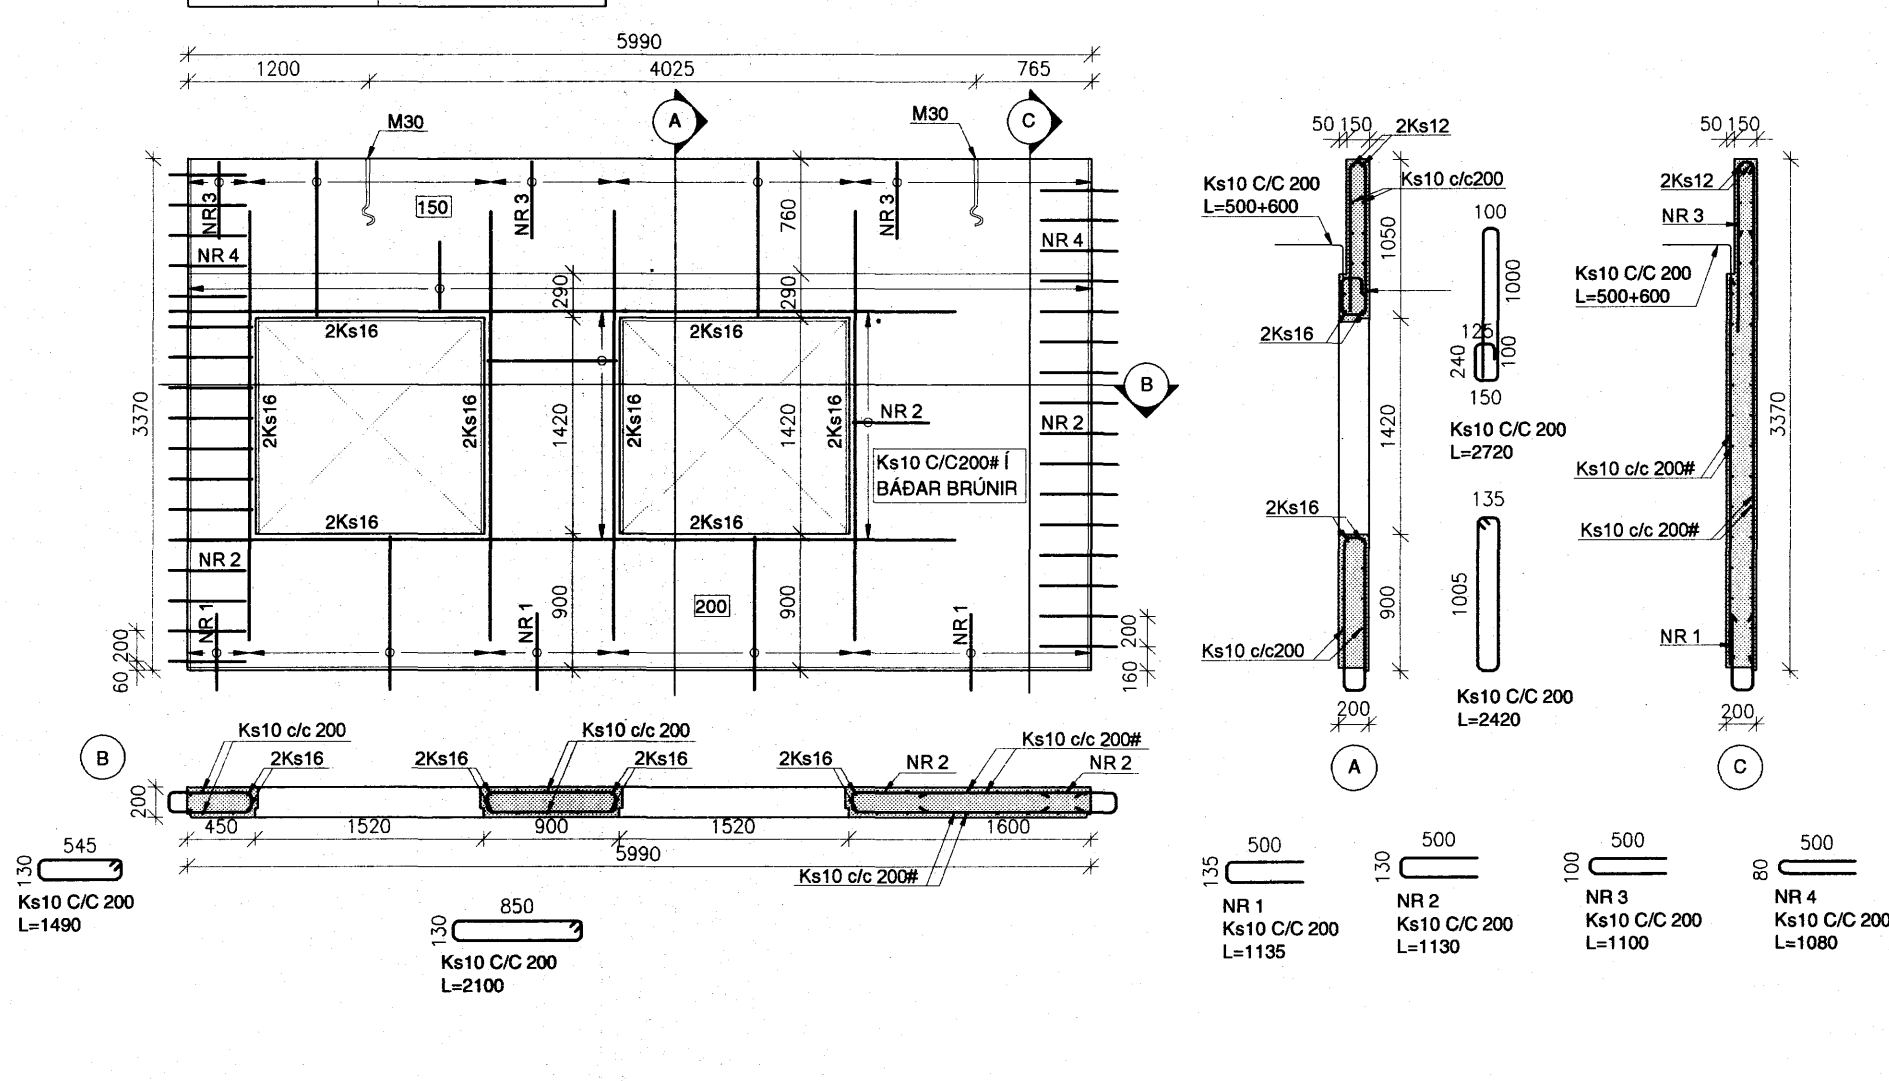 5990
1200
4025
765
M30
A
M30
C
NR 3
150
NR 3
760
NR 3
NR 4
NR 4
290
290
2Ks16
2Ks16
3370
2Ks16
2Ks16
1420
2Ks16
1420
2Ks16
NR 2
NR 2
B
Ks10 C/C200# Í
BÁÐAR BRÚNIR
2Ks16
2Ks16
NR 2
200
NR 1
NR 1
900
900
NR 1
200
60
200
160
50
150
2Ks12
Ks10 C/C 200
L=500+600
Ks10 c/c200
1050
2Ks16
1420
2Ks16
900
Ks10 c/c200
200
A
100
1000
125
240
100
150
Ks10 C/C 200
L=2720
135
1005
Ks10 C/C 200
L=2420
50
150
2Ks12
NR 3
Ks10 C/C 200
L=500+600
3370
Ks10 c/c 200#
Ks10 c/c 200#
NR 1
200
C
B
Ks10 c/c 200
2Ks16
2Ks16
Ks10 c/c 200
2Ks16
2Ks16
NR 2
Ks10 c/c 200#
NR 2
200
450
1520
900
1520
1600
5990
Ks10 c/c 200#
545
130
Ks10 C/C 200
L=1490
850
130
Ks10 C/C 200
L=2100
500
135
NR 1
Ks10 C/C 200
L=1135
500
130
NR 2
Ks10 C/C 200
L=1130
500
100
NR 3
Ks10 C/C 200
L=1100
500
80
NR 4
Ks10 C/C 200
L=1080